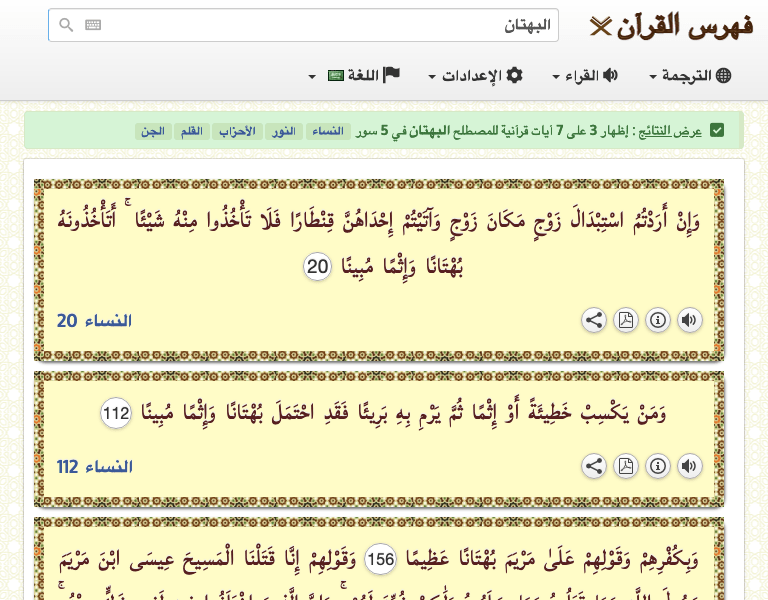 فهرس القرآن
البهتان
الترجمة القراء الإعدادات اللغة
عرض النتائج : إظهار 3 على 7 آيات قرآنية للمصطلح البهتان في 5 سور النساء النور الأحزاب القلم الجن
وَإِنْ أَرَدْتُمُ اسْتِبْدَالَ زَوْجٍ مَكَانَ زَوْجٍ وَآتَيْتُمْ إِحْدَاهُنَّ قِنْطَارًا فَلَا تَأْخُذُوا مِنْهُ شَيْئًا ۚ أَتَأْخُذُونَهُ
بُهْتَانًا وَإِثْمًا مُبِينًا 20
النساء 20
وَمَنْ يَكْسِبْ خَطِيئَةً أَوْ إِثْمًا ثُمَّ يَرْمِ بِهِ بَرِيئًا فَقَدِ احْتَمَلَ بُهْتَانًا وَإِثْمًا مُبِينًا 112
النساء 112
وَبِكُفْرِهِمْ وَقَوْلِهِمْ عَلَىٰ مَرْيَمَ بُهْتَانًا عَظِيمًا 156 وَقَوْلِهِمْ إِنَّا قَتَلْنَا الْمَسِيحَ عِيسَى ابْنَ مَرْيَمَ